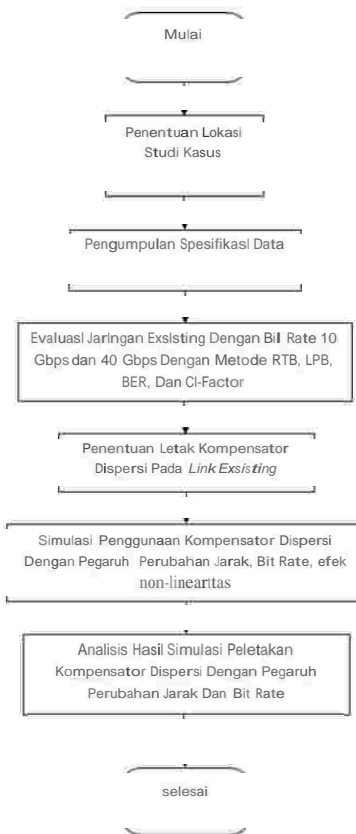 Mulai
Penentuan Lokasi
Studi Kasus
Pengumpulan Spesifikasi Data
Evaluasi Jaringan Exsisting Dengan Bil Rate 10
Gbps dan 40 Gbps Dengan Metode RTB, LPB,
BER, Dan CI-Factor
Penentuan Letak Kompensator
Dispersi Pada Link Exsisting
Simulasi Penggunaan Kompensator Dispersi
Dengan Pegaruh Perubahan Jarak, Bit Rate, efek
non-linearttas
Analisis Hasil Simulasi Peletakan
Kompensator Dispersi Dengan Pegaruh
Perubahan Jarak Dan Bit Rate
selesai